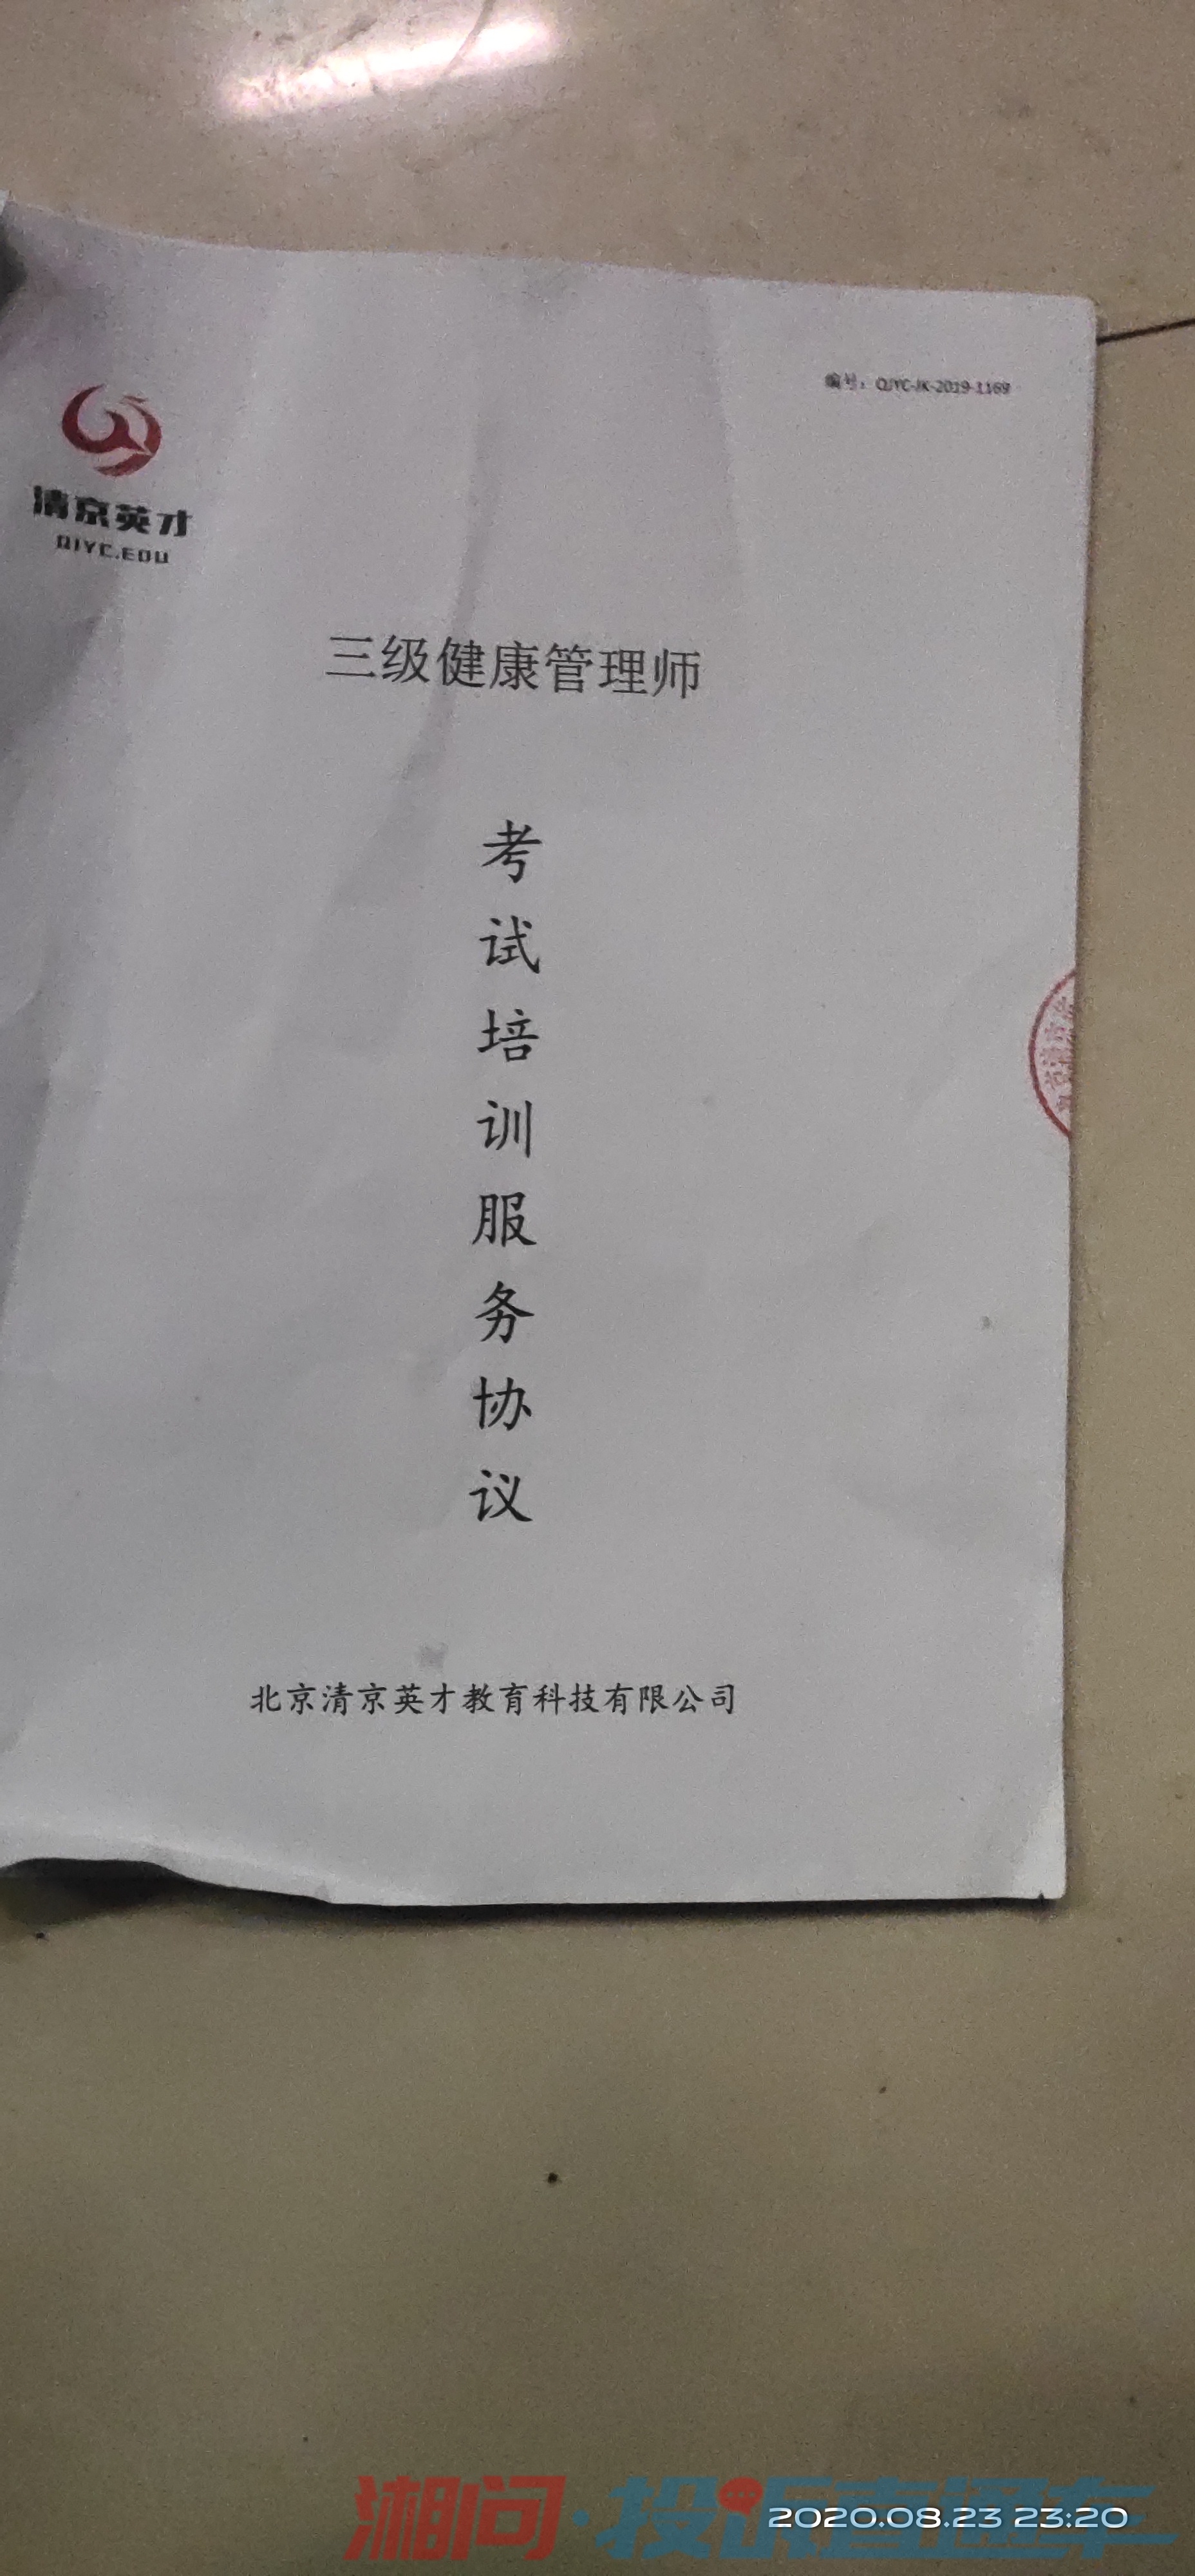 编号：QJYC-JK-2019-1169
清京英才
QJYC.EDU
三级健康管理师
考
试
培
训
服
务
协
议
北京清京英才教育科技有限公司
湘问·投诉直通车
2020.08.23 23:20